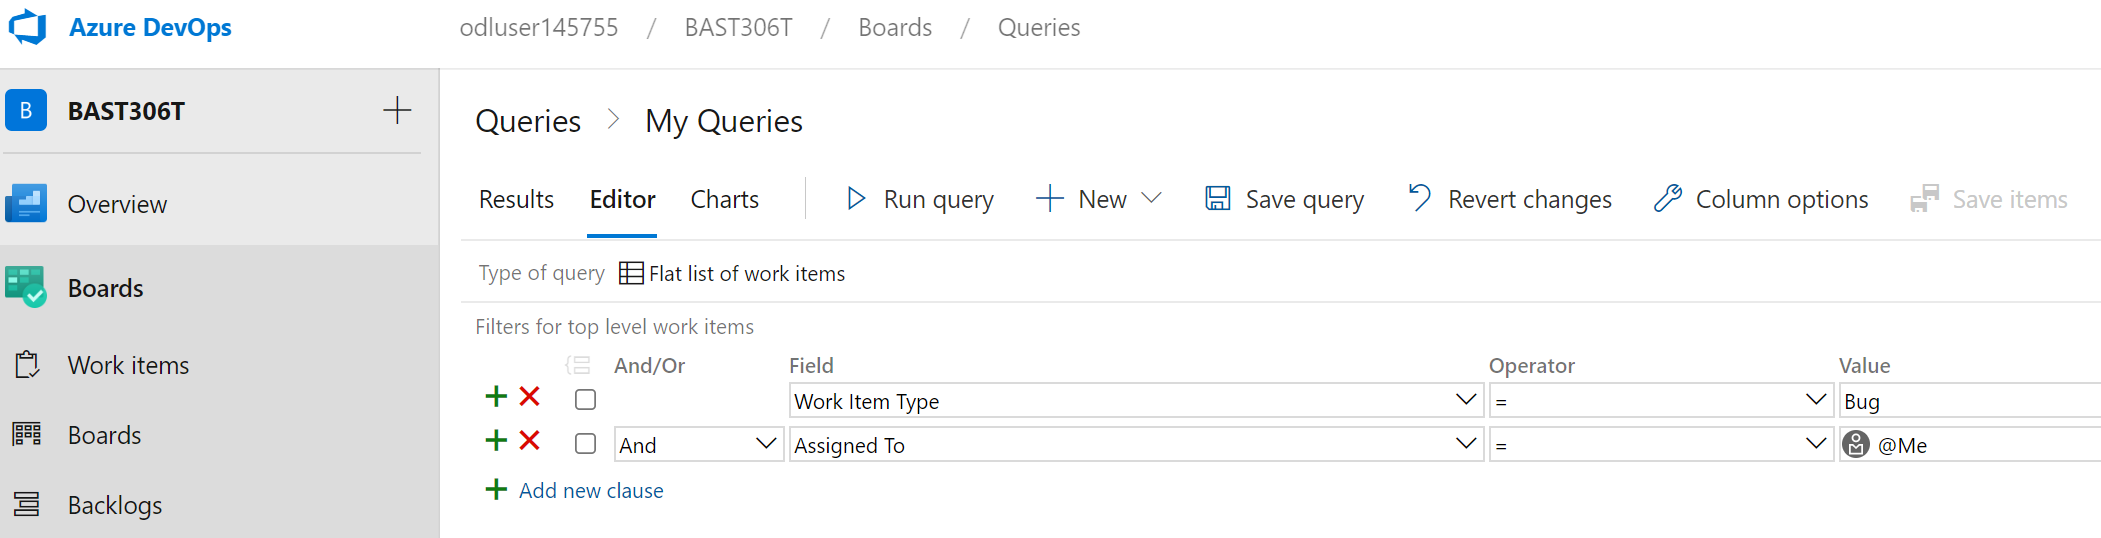 Azure DevOps
odluser145755 / BAST306T / Boards / Queries
B BAST306T
Overview
Boards
Work items
Boards
Backlogs
Queries > My Queries
Results Editor Charts Run query New Save query Revert changes Column options Save items
Type of query Flat list of work items
Filters for top level work items
And/Or Field Operator Value
Work Item Type = Bug
And Assigned To = @Me
Add new clause